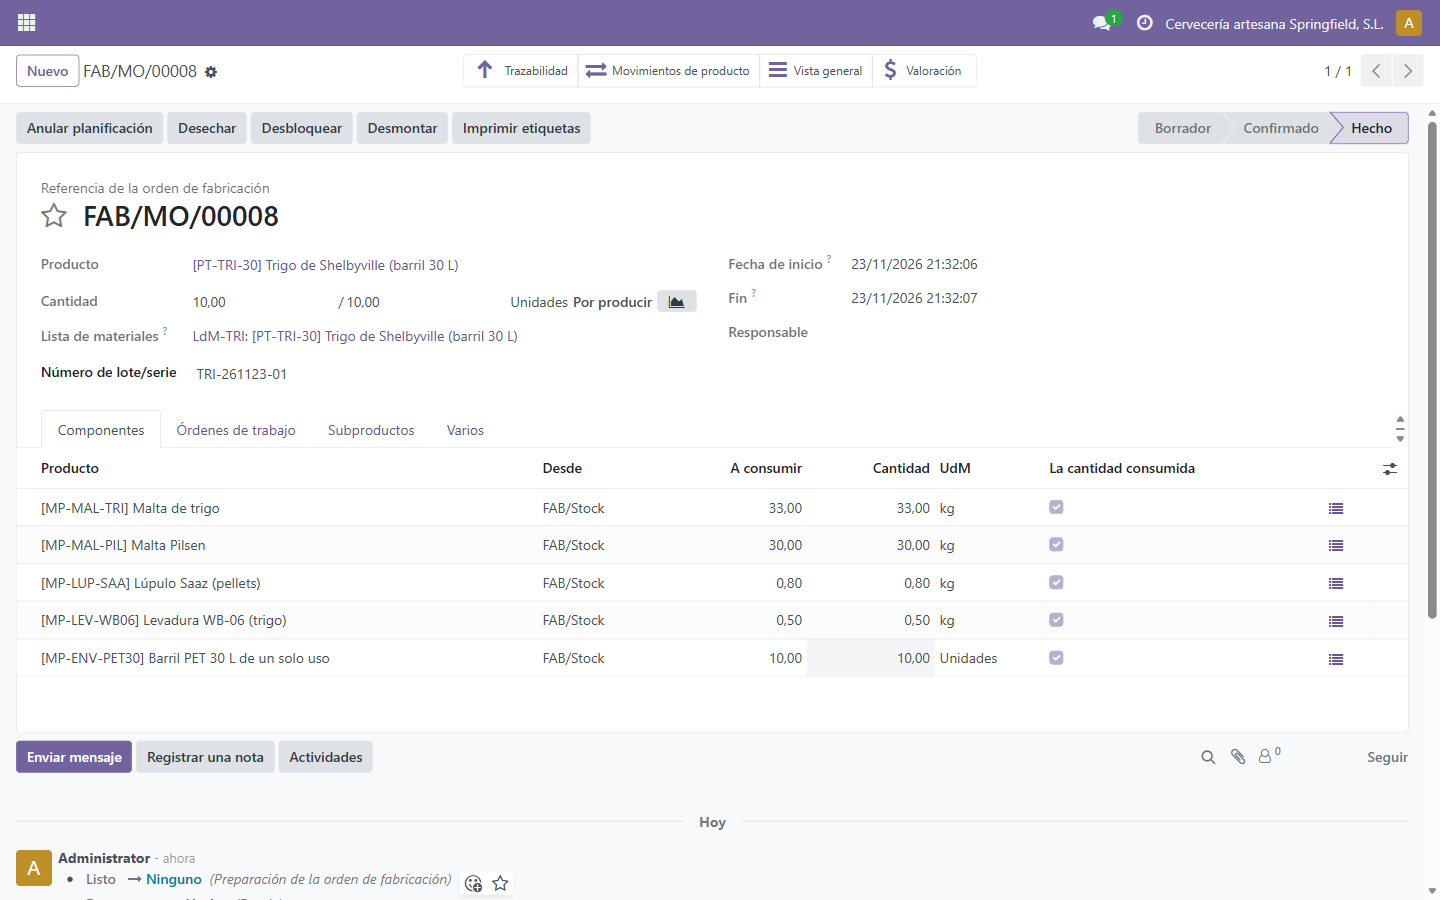 1
Cervecería artesana Springfield, S.L.
A
Nuevo
FAB/MO/00008
Trazabilidad
Movimientos de producto
Vista general
Valoración
1 / 1
Anular planificación
Desechar
Desbloquear
Desmontar
Imprimir etiquetas
Borrador
Confirmado
Hecho
Referencia de la orden de fabricación
FAB/MO/00008
Producto [PT-TRI-30] Trigo de Shelbyville (barril 30 L)
Cantidad 10,00 / 10,00 Unidades Por producir
Lista de materiales ? LdM-TRI: [PT-TRI-30] Trigo de Shelbyville (barril 30 L)
Número de lote/serie TRI-261123-01
Fecha de inicio ? 23/11/2026 21:32:06
Fin ? 23/11/2026 21:32:07
Responsable
Componentes
Órdenes de trabajo
Subproductos
Varios
Producto Desde A consumir Cantidad UdM La cantidad consumida
[MP-MAL-TRI] Malta de trigo FAB/Stock 33,00 33,00 kg
[MP-MAL-PIL] Malta Pilsen FAB/Stock 30,00 30,00 kg
[MP-LUP-SAA] Lúpulo Saaz (pellets) FAB/Stock 0,80 0,80 kg
[MP-LEV-WB06] Levadura WB-06 (trigo) FAB/Stock 0,50 0,50 kg
[MP-ENV-PET30] Barril PET 30 L de un solo uso FAB/Stock 10,00 10,00 Unidades
Enviar mensaje
Registrar una nota
Actividades
0
Seguir
Hoy
A
Administrator - ahora
Listo → Ninguno (Preparación de la orden de fabricación)